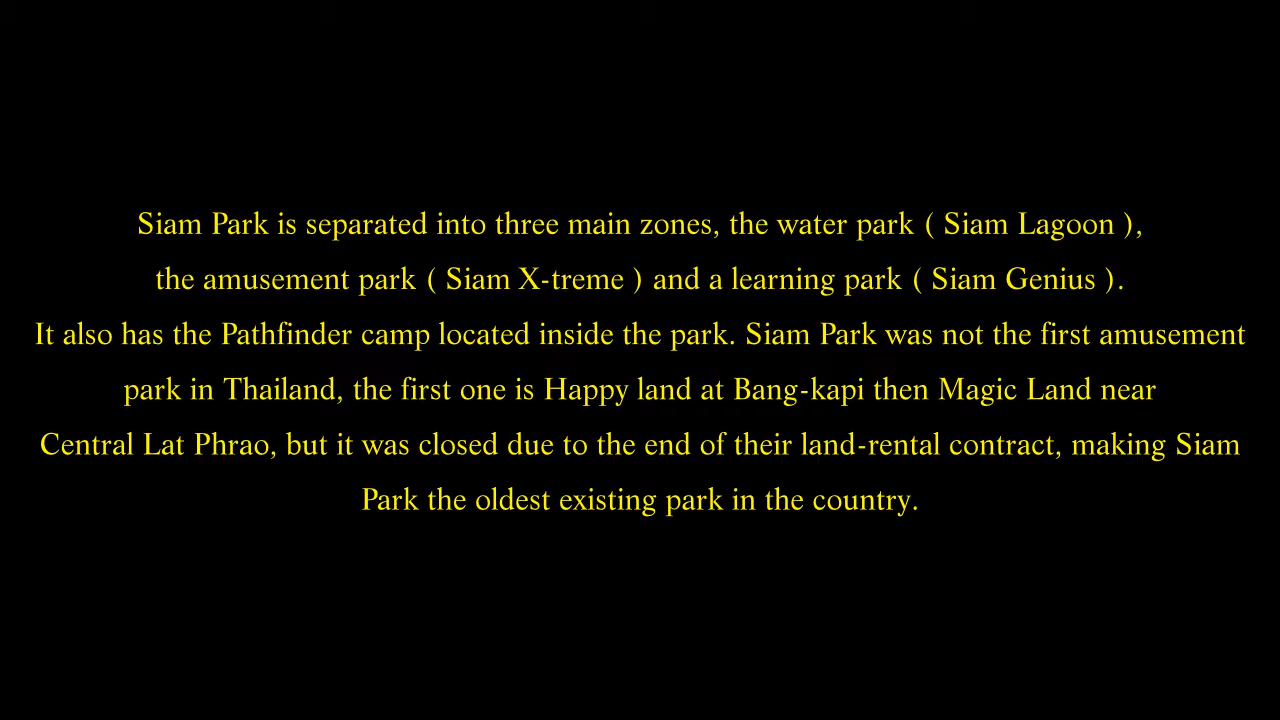 Siam Park is separated into three main zones, the water park ( Siam Lagoon ),
the amusement park ( Siam X-treme ) and a learning park ( Siam Genius ).
It also has the Pathfinder camp located inside the park. Siam Park was not the first amusement
park in Thailand, the first one is Happy land at Bang-kapi then Magic Land near
Central Lat Phrao, but it was closed due to the end of their land-rental contract, making Siam
Park the oldest existing park in the country.